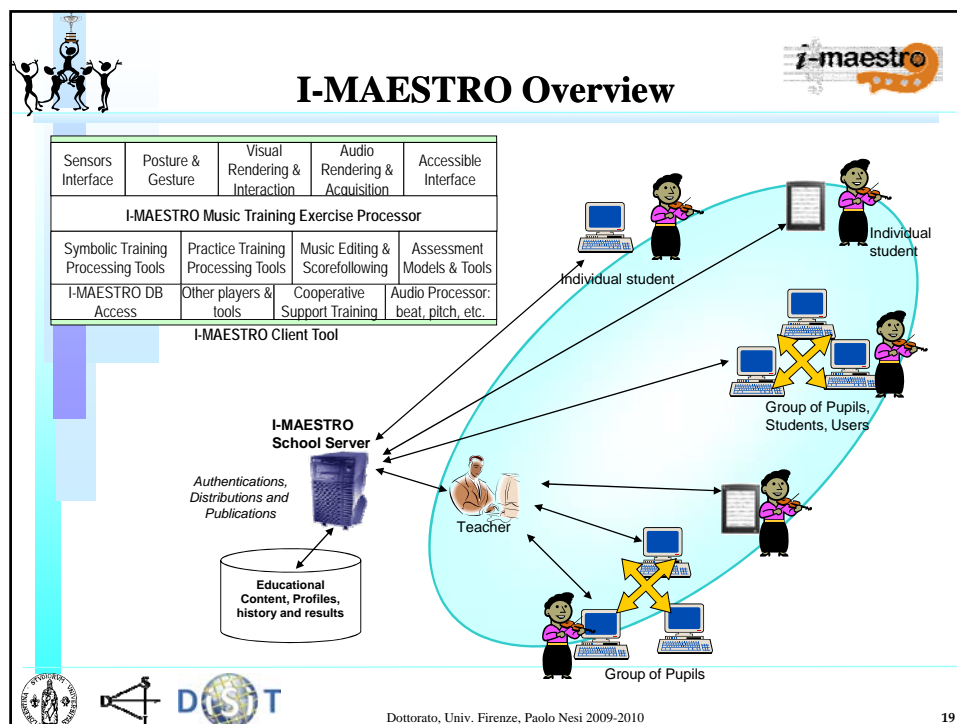 I-MAESTRO Overview
i-maestro
Sensors
Interface
Posture &
Gesture
Visual
Rendering &
Interaction
Audio
Rendering &
Acquisition
Accessible
Interface
I-MAESTRO Music Training Exercise Processor
Symbolic Training
Processing Tools
Practice Training
Processing Tools
Music Editing &
Scorefollowing
Assessment
Models & Tools
I-MAESTRO DB
Access
Other players &
tools
Cooperative
Support Training
Audio Processor:
beat, pitch, etc.
I-MAESTRO Client Tool
Individual student
Individual
student
Group of Pupils,
Students, Users
I-MAESTRO
School Server
Authentications,
Distributions and
Publications
Teacher
Educational
Content, Profiles,
history and results
Group of Pupils
DISIT
Dottorato, Univ. Firenze, Paolo Nesi 2009-2010
19